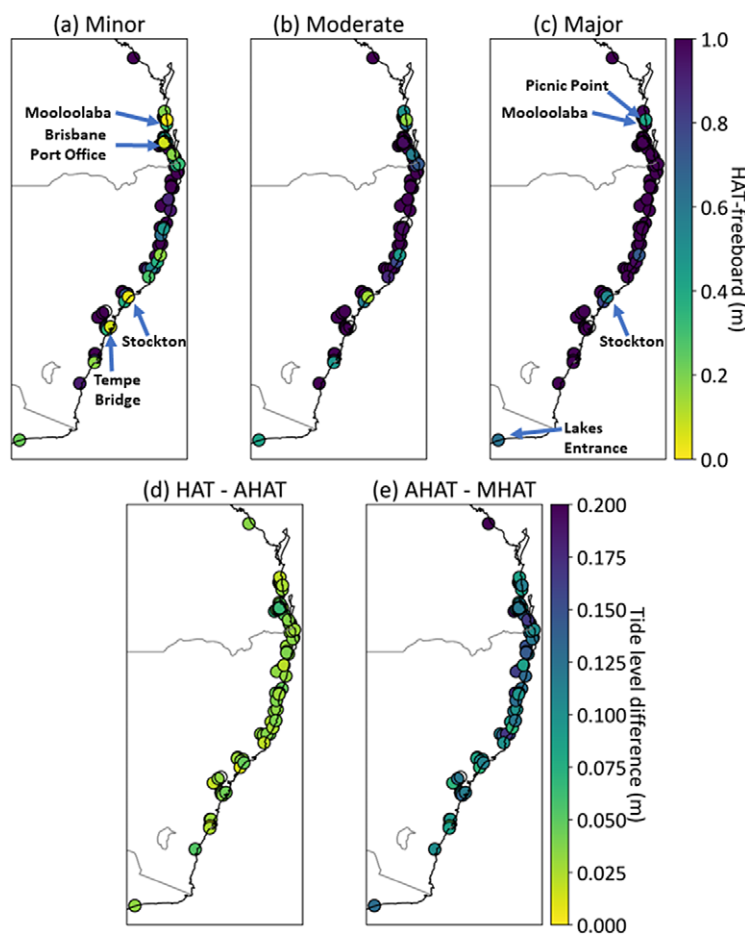 (a) Minor
(b) Moderate
(c) Major
Mooloolaba
Brisbane
Port Office
Stockton
Tempe
Bridge
Picnic Point
Mooloolaba
Stockton
Lakes
Entrance
1.0
0.8
0.6
0.4
0.2
0.0
HAT-freeboard (m)
(d) HAT - AHAT
(e) AHAT - MHAT
0.200
0.175
0.150
0.125
0.100
0.075
0.050
0.025
0.000
Tide level difference (m)